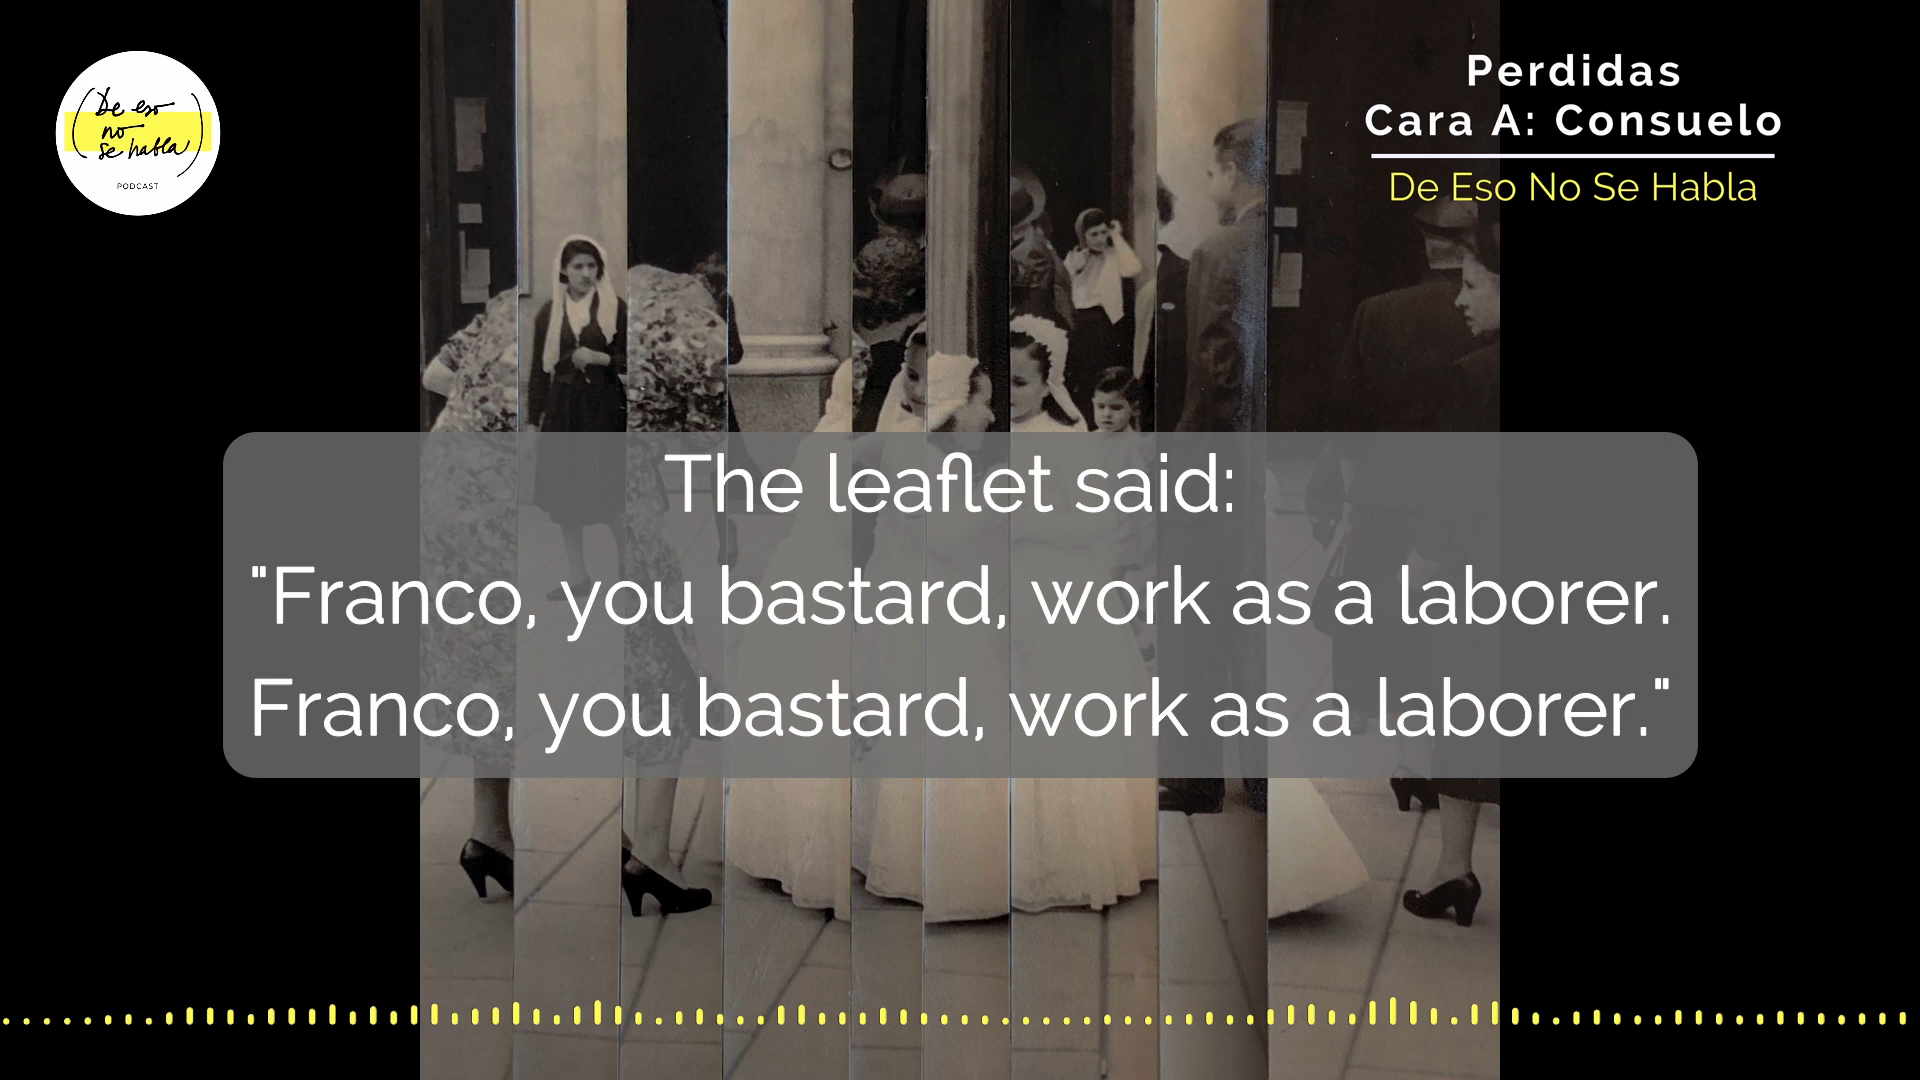 (De eso
no
se habla)
PODCAST
Perdidas
Cara A: Consuelo
De Eso No Se Habla
The leaflet said:
"Franco, you bastard, work as a laborer.
Franco, you bastard, work as a laborer."